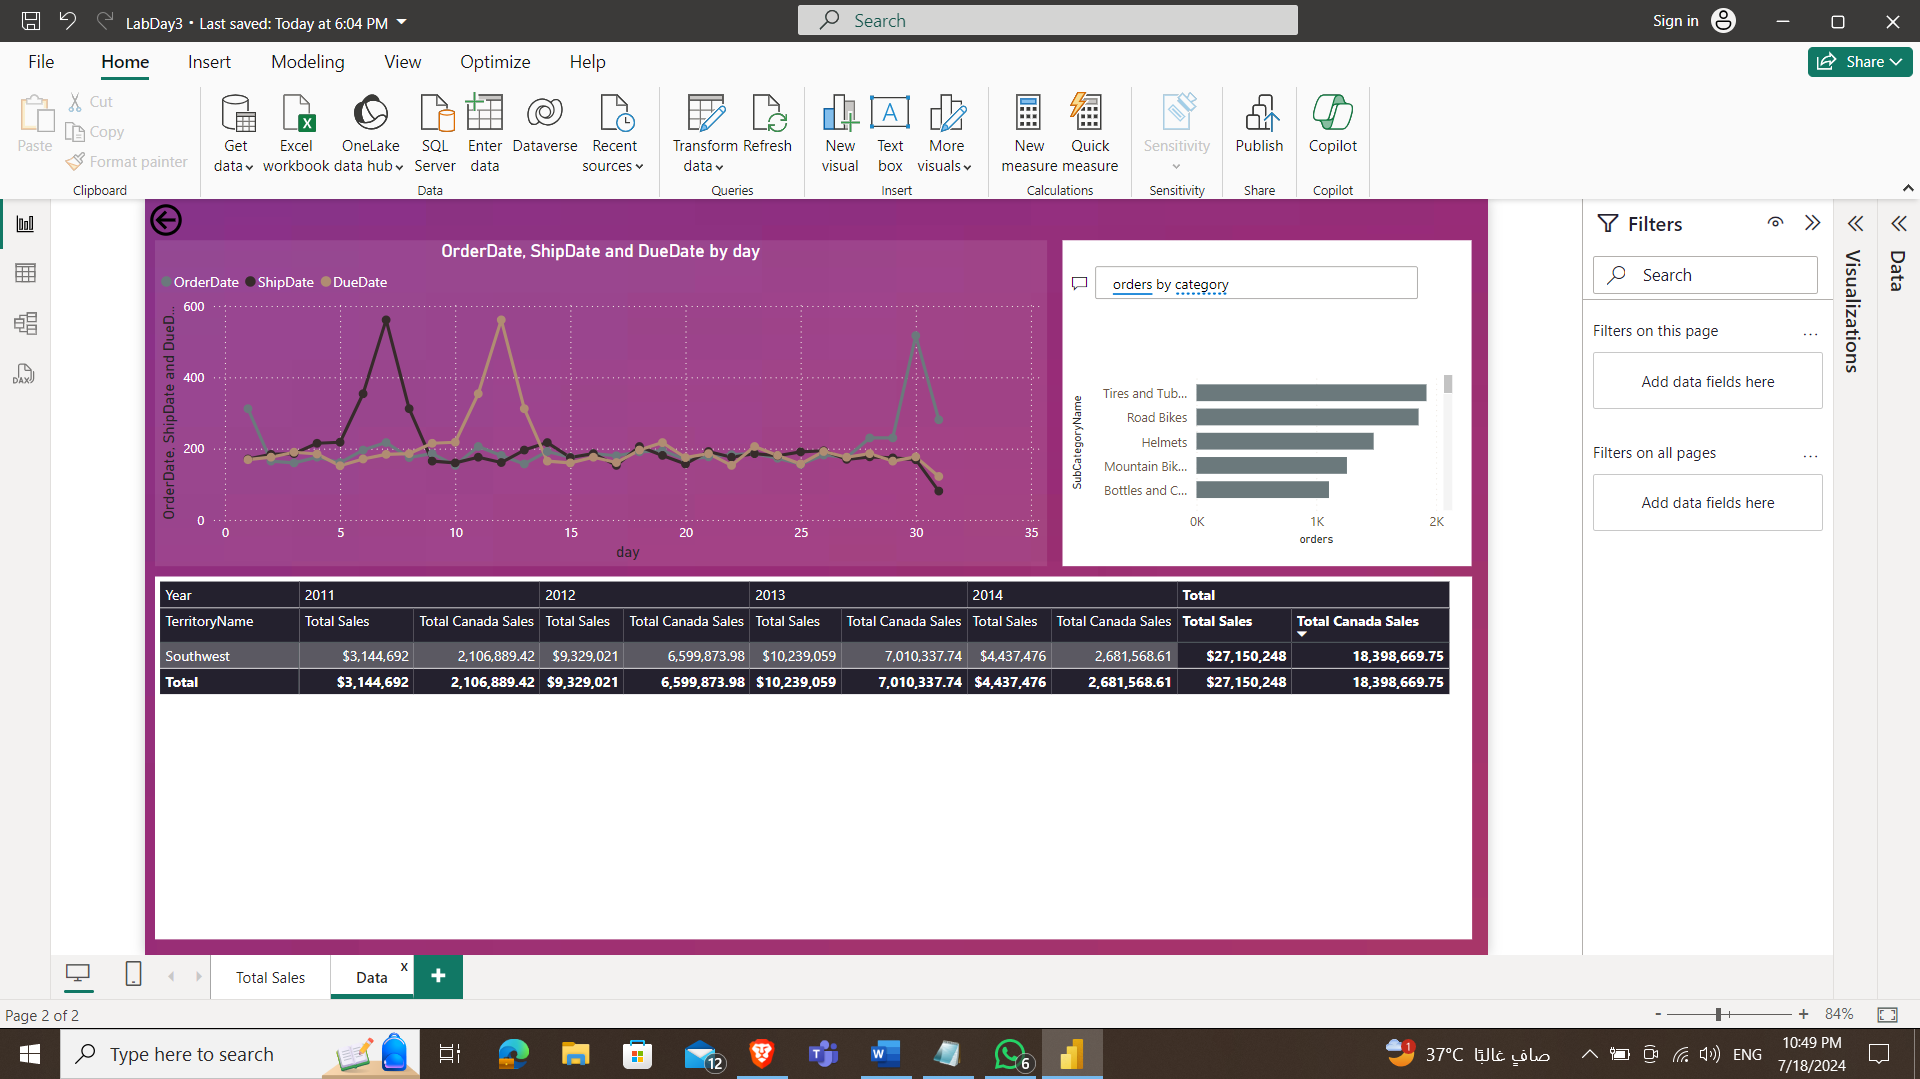 LabDay3 • Last saved: Today at 6:04 PM
Search
Sign in
File Home Insert Modeling View Optimize Help
Share
Paste
Cut
Copy
Format painter
Clipboard
Get data
Excel workbook
OneLake data hub
SQL Server
Enter data
Dataverse
Recent sources
Data
Transform data
Refresh
Queries
New visual
Text box
More visuals
Insert
New measure
Quick measure
Calculations
Sensitivity
Sensitivity
Publish
Share
Copilot
Copilot
OrderDate, ShipDate and DueDate by day
OrderDate ShipDate DueDate
OrderDate, ShipDate and DueD...
600
400
200
0
0 5 10 15 20 25 30 35
day
orders by category
SubCategoryName
Tires and Tub...
Road Bikes
Helmets
Mountain Bik...
Bottles and C...
0K 1K 2K
orders
Year 2011 2012 2013 2014 Total
TerritoryName Total Sales Total Canada Sales Total Sales Total Canada Sales Total Sales Total Canada Sales Total Sales Total Canada Sales Total Sales Total Canada Sales
Southwest $3,144,692 2,106,889.42 $9,329,021 6,599,873.98 $10,239,059 7,010,337.74 $4,437,476 2,681,568.61 $27,150,248 18,398,669.75
Total $3,144,692 2,106,889.42 $9,329,021 6,599,873.98 $10,239,059 7,010,337.74 $4,437,476 2,681,568.61 $27,150,248 18,398,669.75
Filters
Search
Filters on this page ...
Add data fields here
Filters on all pages ...
Add data fields here
Visualizations
Data
Total Sales
Data x
+
Page 2 of 2
- + 84%
Type here to search
12
6
1
37°C صافٍ غالبًا
ENG
10:49 PM
7/18/2024